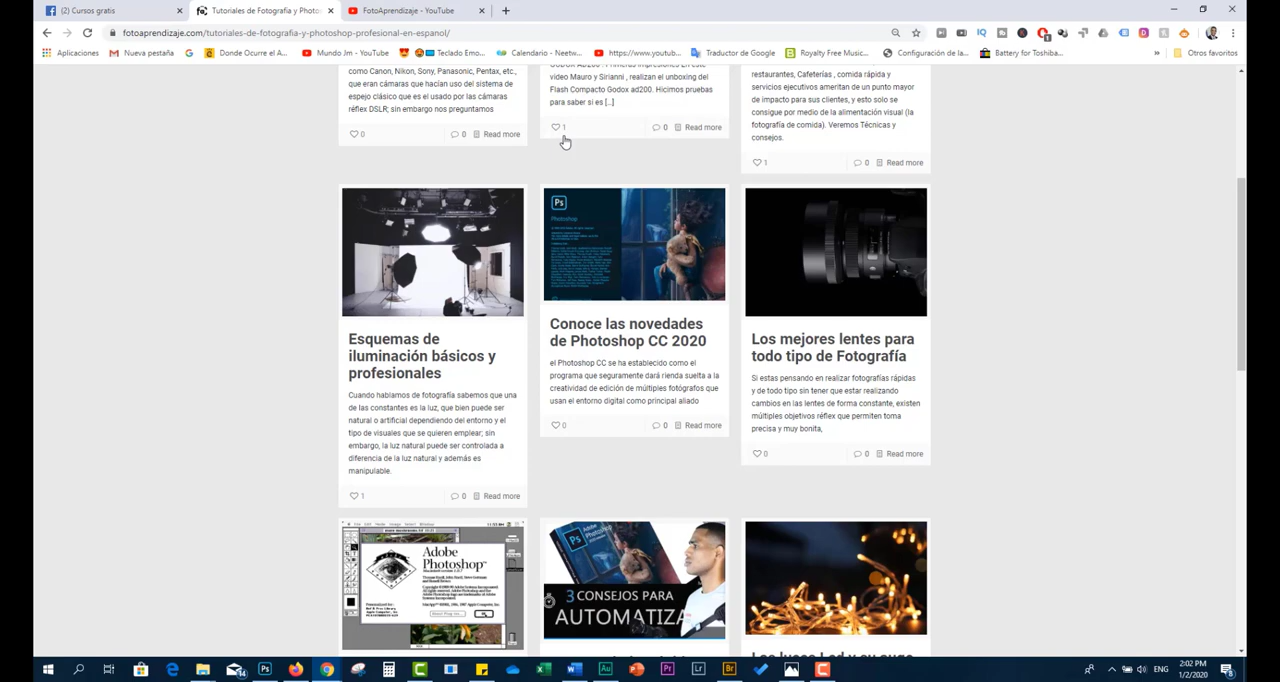 (2) Cursos gratis
Tutoriales de Fotografía y Photos
FotoAprendizaje - YouTube
fotoaprendizaje.com/tutoriales-de-fotografia-y-photoshop-profesional-en-espanol/
Aplicaciones
Nueva pestaña
Donde Ocurre el A...
Mundo Jm - YouTube
Teclado Emo...
Calendario - Neetw...
https://www.youtub...
Traductor de Google
Royalty Free Music...
Configuración de la...
Battery for Toshiba...
»
Otros favoritos
como Canon, Nikon, Sony, Panasonic, Pentax, etc.,
que eran cámaras que hacían uso del sistema de
espejo clásico que es el usado por las cámaras
réflex DSLR; sin embargo nos preguntamos
0
0
Read more
video Mauro y Sirianni , realizan el unboxing del
Flash Compacto Godox ad200. Hicimos pruebas
para saber si es [...]
1
0
Read more
restaurantes, Cafeterías , comida rápida y
servicios ejecutivos ameritan de un punto mayor
de impacto para sus clientes, y esto solo se
consigue por medio de la alimentación visual (la
fotografía de comida). Veremos Técnicas y
consejos.
1
0
Read more
Esquemas de
iluminación básicos y
profesionales
Cuando hablamos de fotografía sabemos que una
de las constantes es la luz, que bien puede ser
natural o artificial dependiendo del entorno y el
tipo de visuales que se quieren emplear; sin
embargo, la luz natural puede ser controlada a
diferencia de la luz natural y además es
manipulable.
1
0
Read more
Ps
Photoshop
Conoce las novedades
de Photoshop CC 2020
el Photoshop CC se ha establecido como el
programa que seguramente dará rienda suelta a la
creatividad de edición de múltiples fotógrafos que
usan el entorno digital como principal aliado
0
0
Read more
Los mejores lentes para
todo tipo de Fotografía
Si estas pensando en realizar fotografías rápidas
y de todo tipo sin tener que estar realizando
cambios en las lentes de forma constante, existen
múltiples objetivos réflex que permiten toma
precisa y muy bonita,
0
0
Read more
Adobe
Photoshop™
Ps
Adobe
Photoshop
3 CONSEJOS PARA
AUTOMATIZA
ENG
2:02 PM
1/2/2020